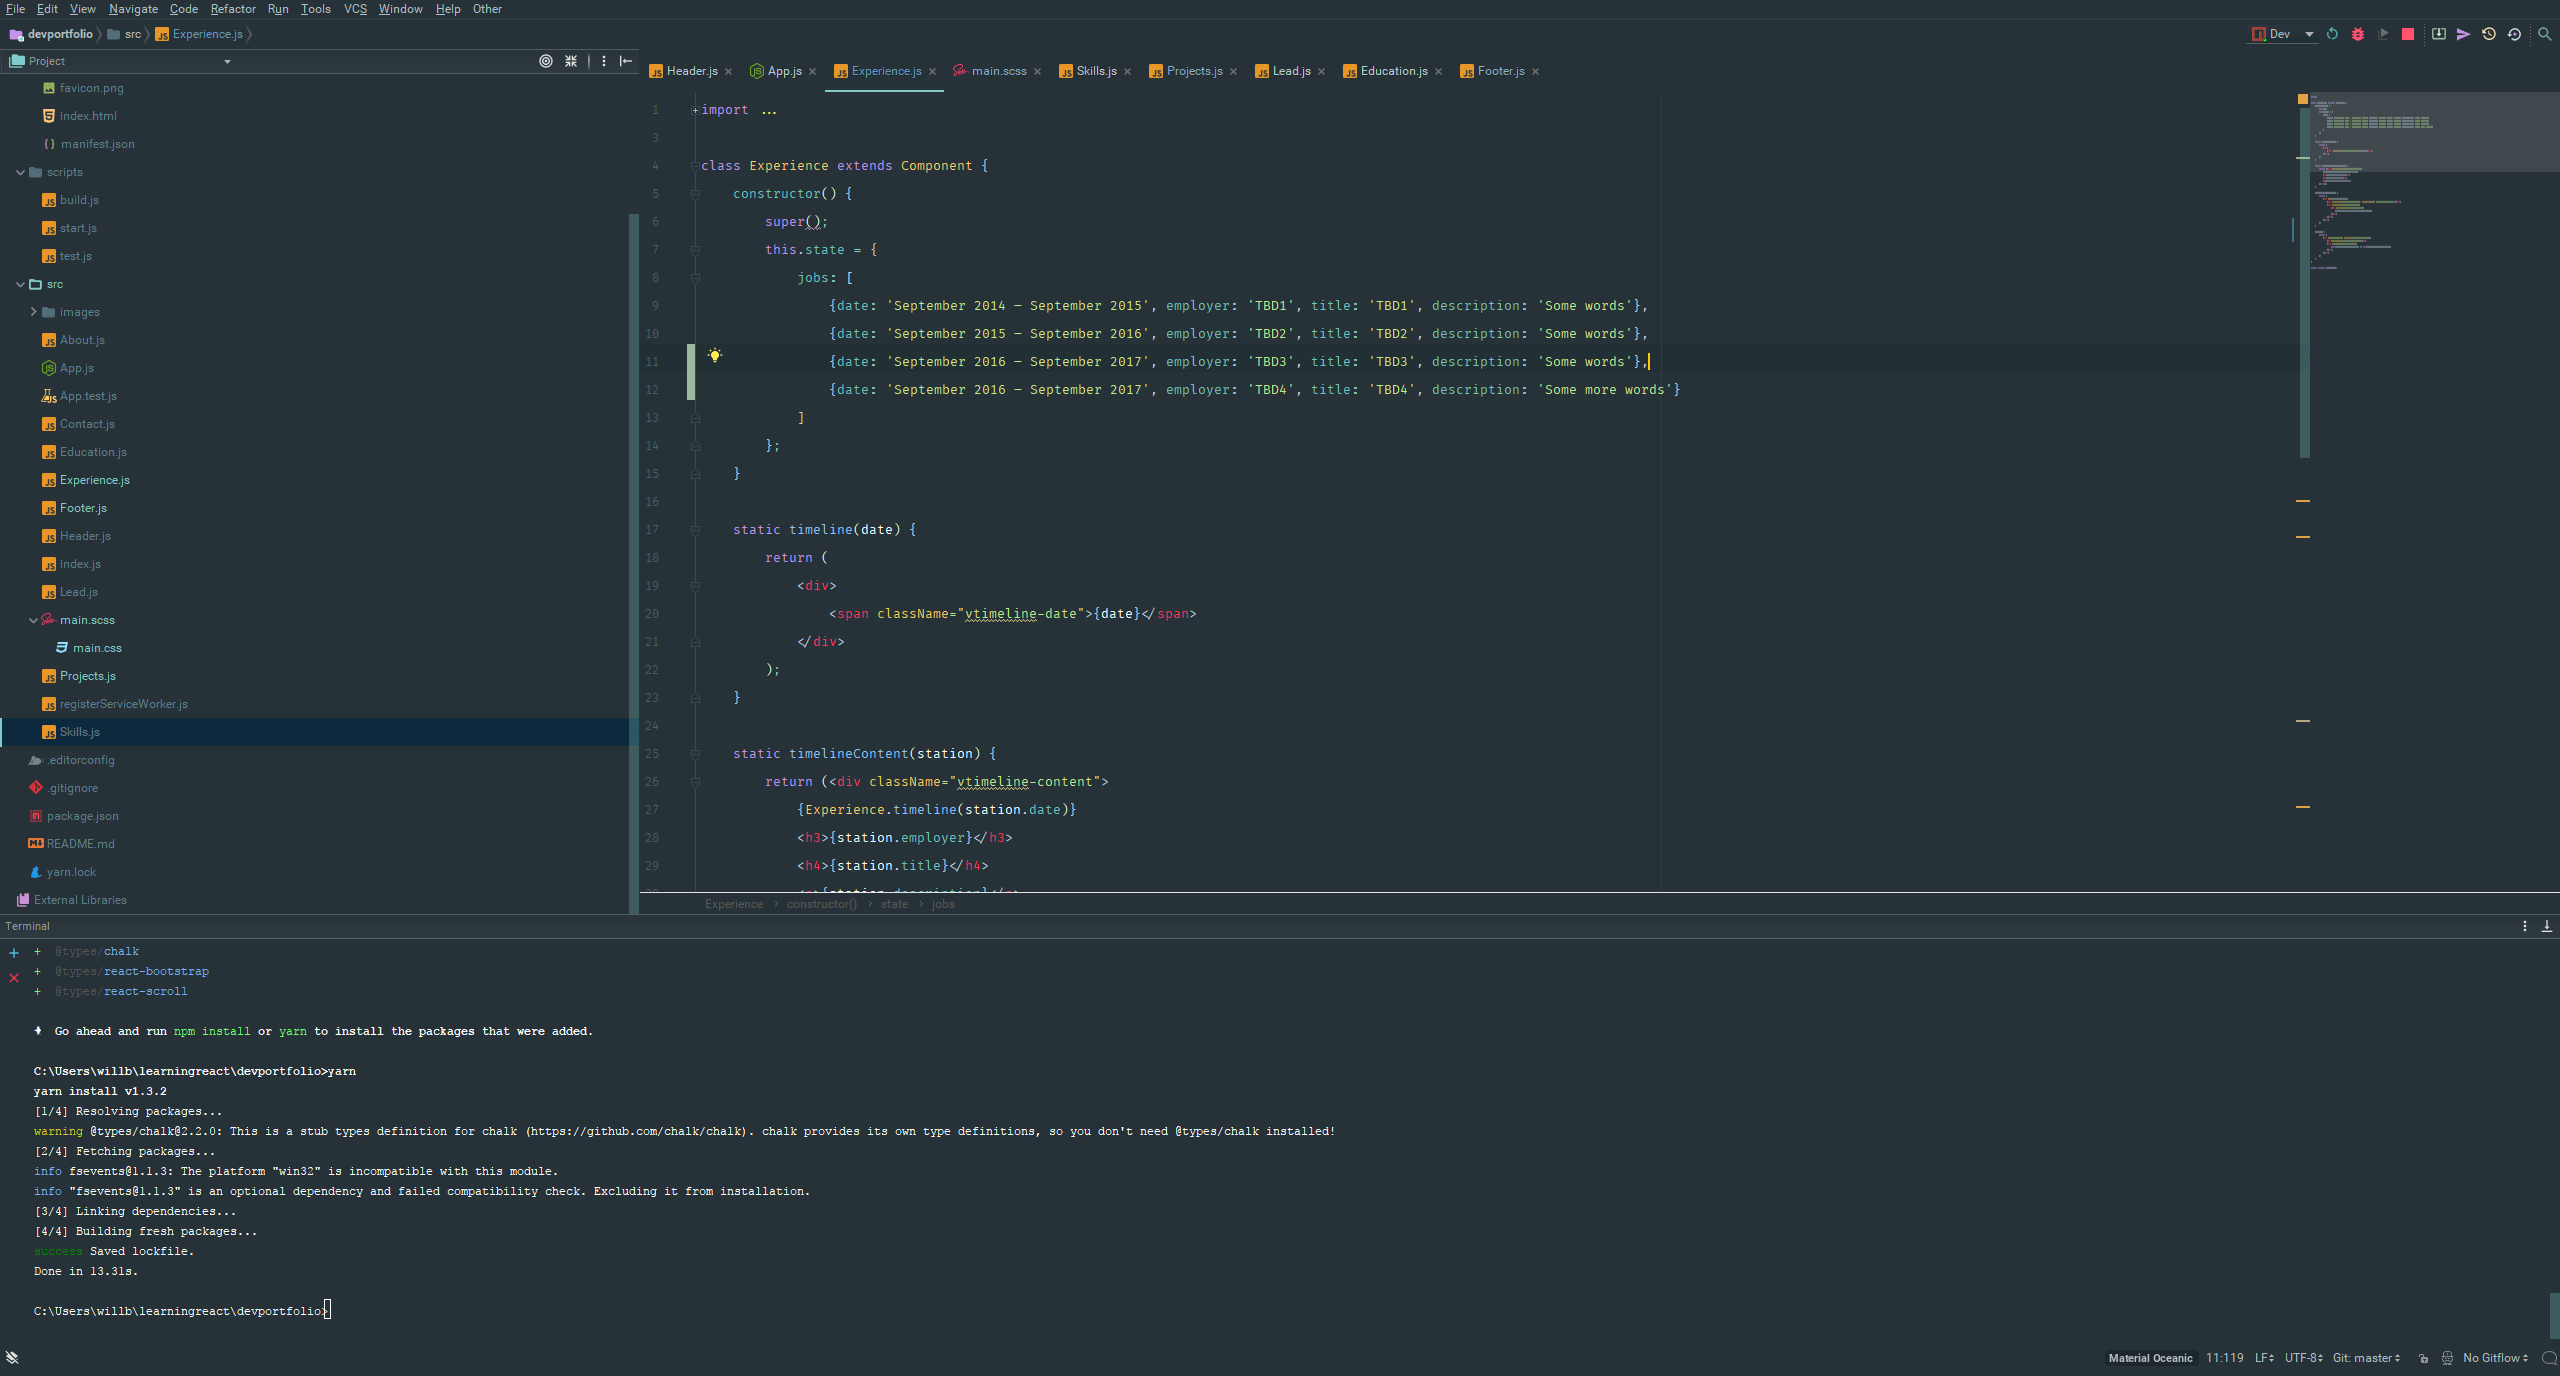 File Edit View Navigate Code Refactor Run Tools VCS Window Help Other
devportfolio src Experience.js
Dev
Project
favicon.png
index.html
manifest.json
scripts
build.js
start.js
test.js
src
images
About.js
App.js
App.test.js
Contact.js
Education.js
Experience.js
Footer.js
Header.js
index.js
Lead.js
main.scss
main.css
Projects.js
registerServiceWorker.js
Skills.js
.editorconfig
.gitignore
package.json
README.md
yarn.lock
External Libraries
Header.js App.js Experience.js main.scss Skills.js Projects.js Lead.js Education.js Footer.js
1 import ...
3
4 class Experience extends Component {
5 constructor() {
6 super();
7 this.state = {
8 jobs: [
9 {date: 'September 2014 – September 2015', employer: 'TBD1', title: 'TBD1', description: 'Some words'},
10 {date: 'September 2015 – September 2016', employer: 'TBD2', title: 'TBD2', description: 'Some words'},
11 {date: 'September 2016 – September 2017', employer: 'TBD3', title: 'TBD3', description: 'Some words'},
12 {date: 'September 2016 – September 2017', employer: 'TBD4', title: 'TBD4', description: 'Some more words'}
13 ]
14 };
15 }
16
17 static timeline(date) {
18 return (
19 <div>
20 <span className="vtimeline-date">{date}</span>
21 </div>
22 );
23 }
24
25 static timelineContent(station) {
26 return (<div className="vtimeline-content">
27 {Experience.timeline(station.date)}
28 <h3>{station.employer}</h3>
29 <h4>{station.title}</h4>
Experience constructor() state jobs
Terminal
+ @types/chalk
+ @types/react-bootstrap
+ @types/react-scroll
Go ahead and run npm install or yarn to install the packages that were added.
C:\Users\willb\learningreact\devportfolio>yarn
yarn install v1.3.2
[1/4] Resolving packages...
warning @types/chalk@2.2.0: This is a stub types definition for chalk (https://github.com/chalk/chalk). chalk provides its own type definitions, so you don't need @types/chalk installed!
[2/4] Fetching packages...
info fsevents@1.1.3: The platform "win32" is incompatible with this module.
info "fsevents@1.1.3" is an optional dependency and failed compatibility check. Excluding it from installation.
[3/4] Linking dependencies...
[4/4] Building fresh packages...
success Saved lockfile.
Done in 13.31s.
C:\Users\willb\learningreact\devportfolio>
Material Oceanic 11:119 LF UTF-8 Git: master No Gitflow